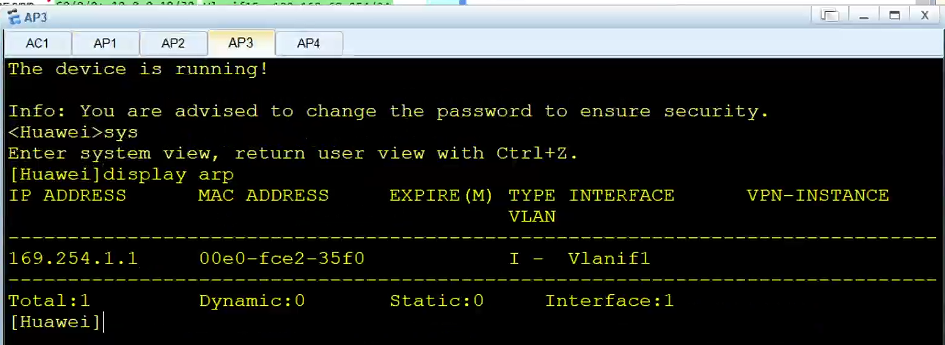 AP3
AC1 AP1 AP2 AP3 AP4
The device is running!
Info: You are advised to change the password to ensure security.
<Huawei>sys
Enter system view, return user view with Ctrl+Z.
[Huawei]display arp
IP ADDRESS MAC ADDRESS EXPIRE(M) TYPE INTERFACE VPN-INSTANCE
VLAN
------------------------------------------------------------------------------
169.254.1.1 00e0-fce2-35f0 I - Vlanif1
------------------------------------------------------------------------------
Total:1 Dynamic:0 Static:0 Interface:1
[Huawei]